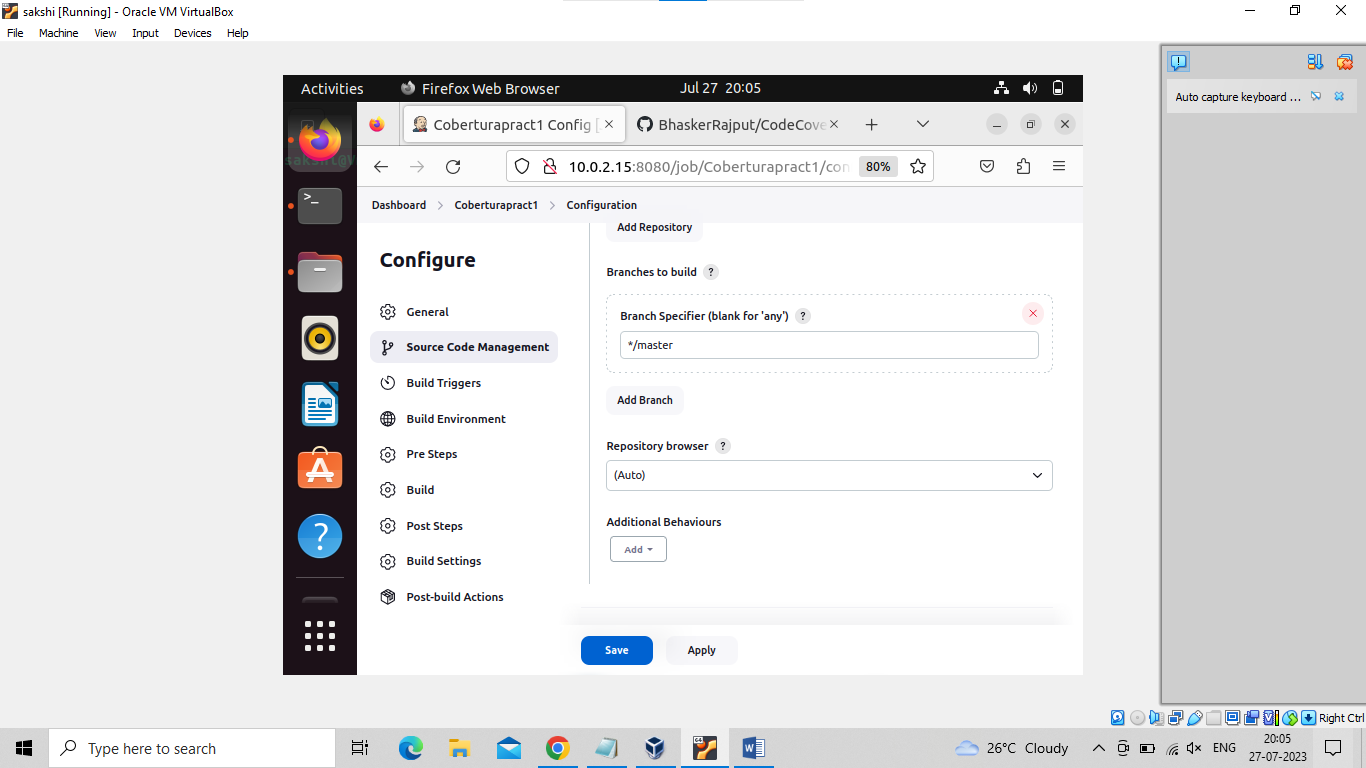 sakshi [Running] - Oracle VM VirtualBox
File Machine View Input Devices Help
Auto capture keyboard ...
Activities Firefox Web Browser Jul 27 20:05
Coberturapract1 Config [
BhaskerRajput/CodeCove
10.0.2.15:8080/job/Coberturapract1/con
80%
Dashboard > Coberturapract1 > Configuration
Configure
General
Source Code Management
Build Triggers
Build Environment
Pre Steps
Build
Post Steps
Build Settings
Post-build Actions
Add Repository
Branches to build ?
Branch Specifier (blank for 'any') ?
*/master
Add Branch
Repository browser ?
(Auto)
Additional Behaviours
Add
Save Apply
Right Ctrl
Type here to search
26°C Cloudy
ENG
20:05
27-07-2023